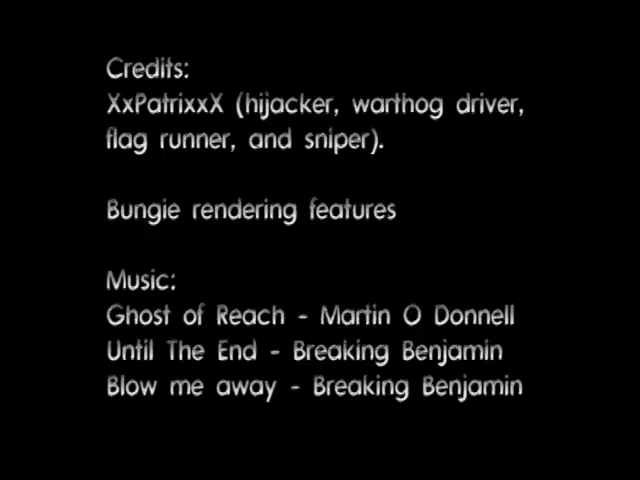 Credits:
XxPatrixxX (hijacker, warthog driver,
flag runner, and sniper).
Bungie rendering features
Music:
Ghost of Reach - Martin O Donnell
Until The End - Breaking Benjamin
Blow me away - Breaking Benjamin